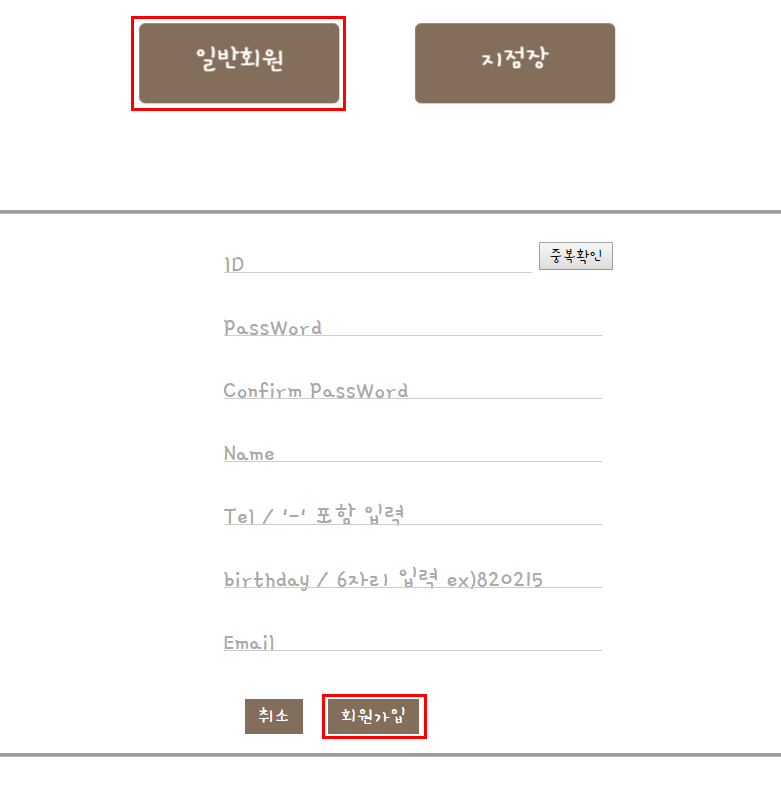 일반회원 지점장
ID 중복확인
PassWord
Confirm PassWord
Name
Tel / '-' 포함 입력
birthday / 6자리 입력 ex)820215
Email
취소 회원가입